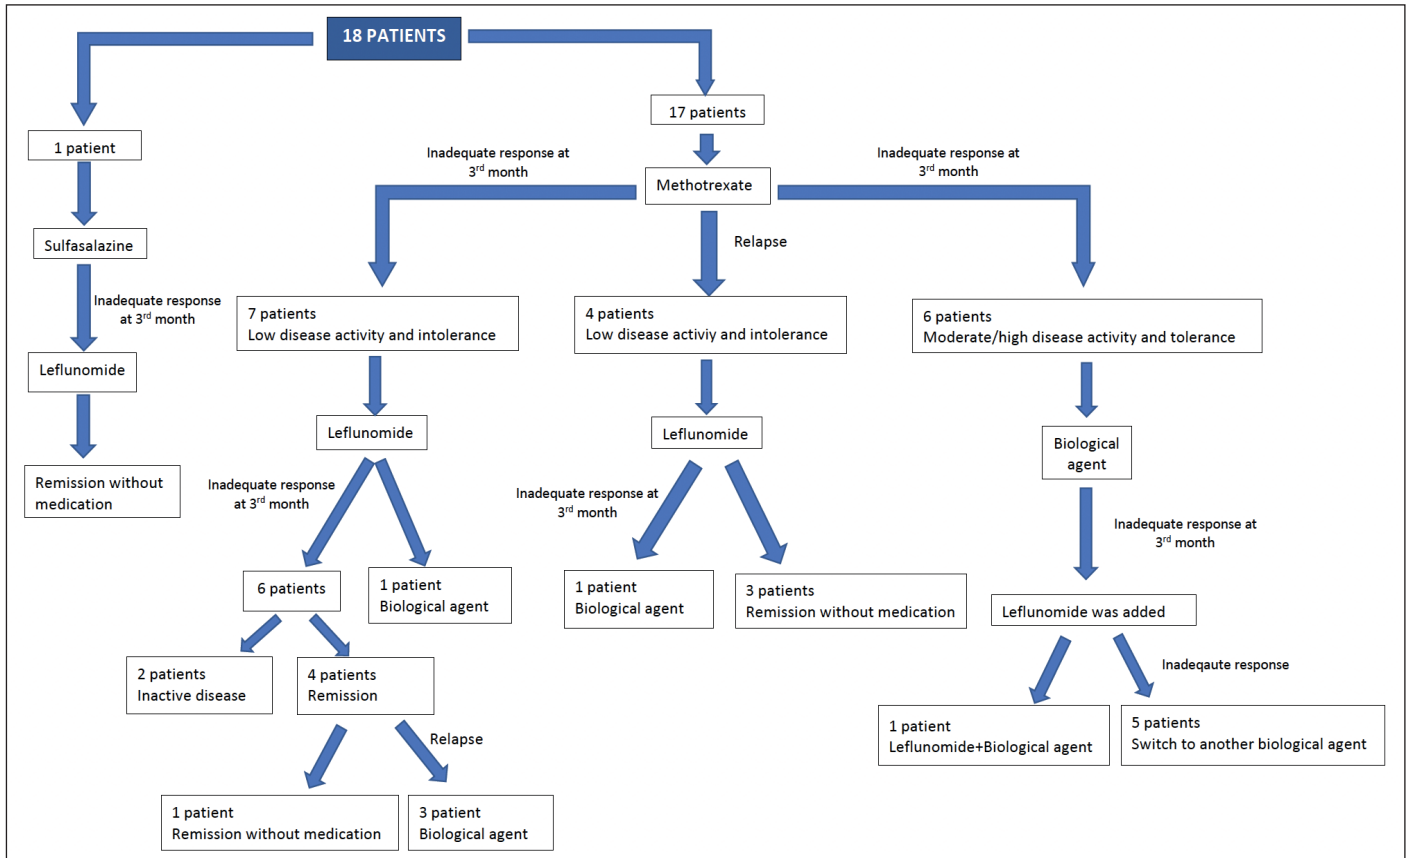 18 PATIENTS
1 patient
Sulfasalazine
Inadequate response
at 3rd month
Leflunomide
Remission without
medication
17 patients
Methotrexate
Inadequate response at
3rd month
7 patients
Low disease activity and intolerance
Leflunomide
Inadequate response
at 3rd month
6 patients
1 patient
Biological agent
2 patients
Inactive disease
4 patients
Remission
Relapse
1 patient
Remission without medication
3 patient
Biological agent
Relapse
4 patients
Low disease activiy and intolerance
Leflunomide
Inadequate response at
3rd month
1 patient
Biological agent
3 patients
Remission without medication
Inadequate response at
3rd month
6 patients
Moderate/high disease activity and tolerance
Biological
agent
Inadequate response at
3rd month
Leflunomide was added
Inadeqaute response
1 patient
Leflunomide+Biological agent
5 patients
Switch to another biological agent